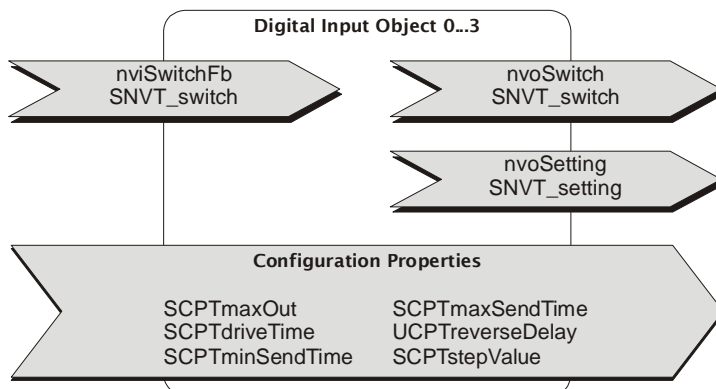 Digital Input Object 0...3
nviSwitchFb
SNVT_switch
nvoSwitch
SNVT_switch
nvoSetting
SNVT_setting
Configuration Properties
SCPTmaxOut
SCPTdriveTime
SCPTminSendTime
SCPTmaxSendTime
UCPTreverseDelay
SCPTstepValue